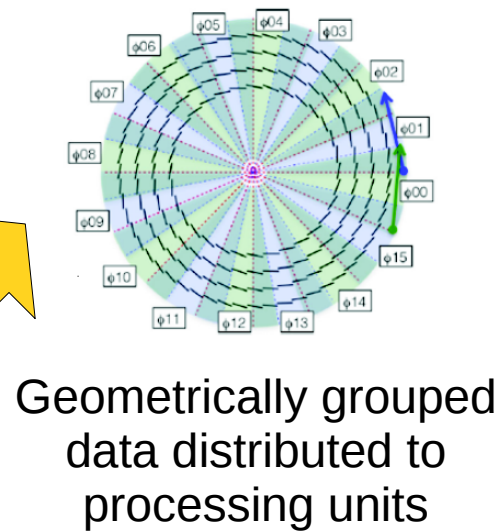 ϕ05
ϕ04
ϕ03
ϕ06
ϕ02
ϕ07
ϕ01
ϕ08
ϕ00
ϕ09
ϕ15
ϕ10
ϕ14
ϕ11
ϕ12
ϕ13
Geometrically grouped
data distributed to
processing units